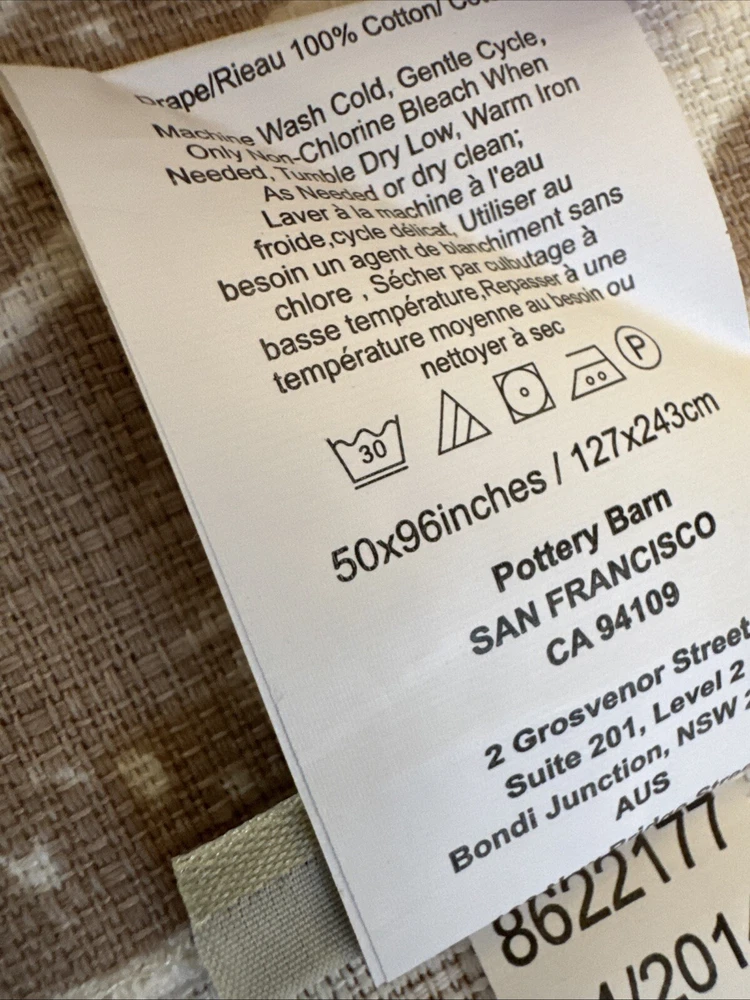 Drape/Rieau 100% Cotton/
Machine Wash Cold, Gentle Cycle,
Only Non-Chlorine Bleach When
Needed, Tumble Dry Low, Warm Iron
As Needed or dry clean;
Laver à la machine à l'eau
froide,cycle délicat, Utiliser au
besoin un agent de blanchiment sans
chlore , Sécher par culbutage à
basse température,Repasser à une
température moyenne au besoin ou
nettoyer à sec
30 P
50x96inches / 127x243cm
Pottery Barn
SAN FRANCISCO
CA 94109
2 Grosvenor Street
Suite 201, Level 2
Bondi Junction, NSW
AUS
8622177
/2014